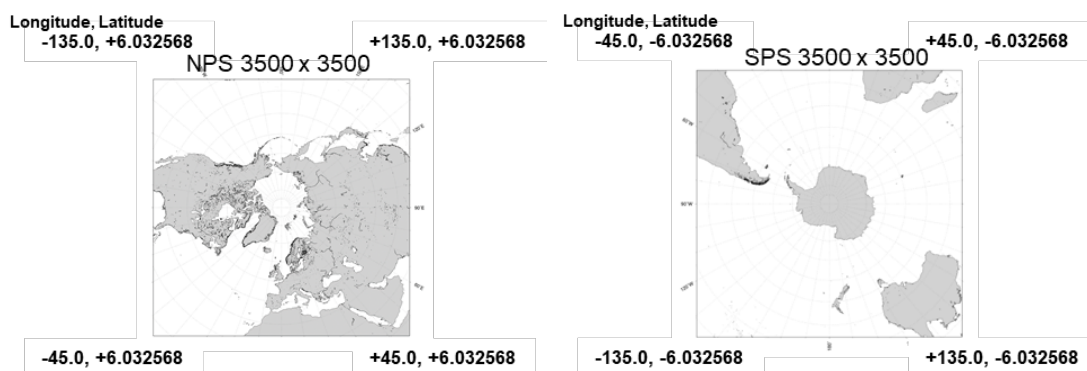 Longitude, Latitude
-135.0, +6.032568
+135.0, +6.032568
NPS 3500 x 3500
-45.0, +6.032568
+45.0, +6.032568
Longitude, Latitude
-45.0, -6.032568
+45.0, -6.032568
SPS 3500 x 3500
-135.0, -6.032568
+135.0, -6.032568